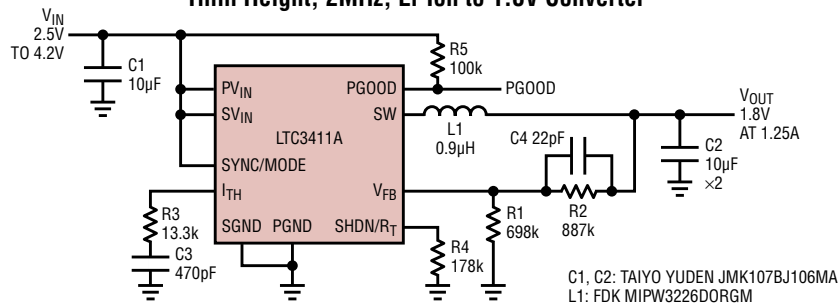 1mm Height, 2MHz, Li-Ion to 1.8V Converter
VIN
2.5V
TO 4.2V
C1
10µF
R5
100k
PVIN
SVIN
SYNC/MODE
ITH
LTC3411A
PGOOD
SW
VFB
SGND PGND SHDN/RT
PGOOD
L1
0.9µH
C4 22pF
VOUT
1.8V
AT 1.25A
C2
10µF
×2
R3
13.3k
C3
470pF
R4
178k
R1
698k
R2
887k
C1, C2: TAIYO YUDEN JMK107BJ106MA
L1: FDK MIPW3226DORGM